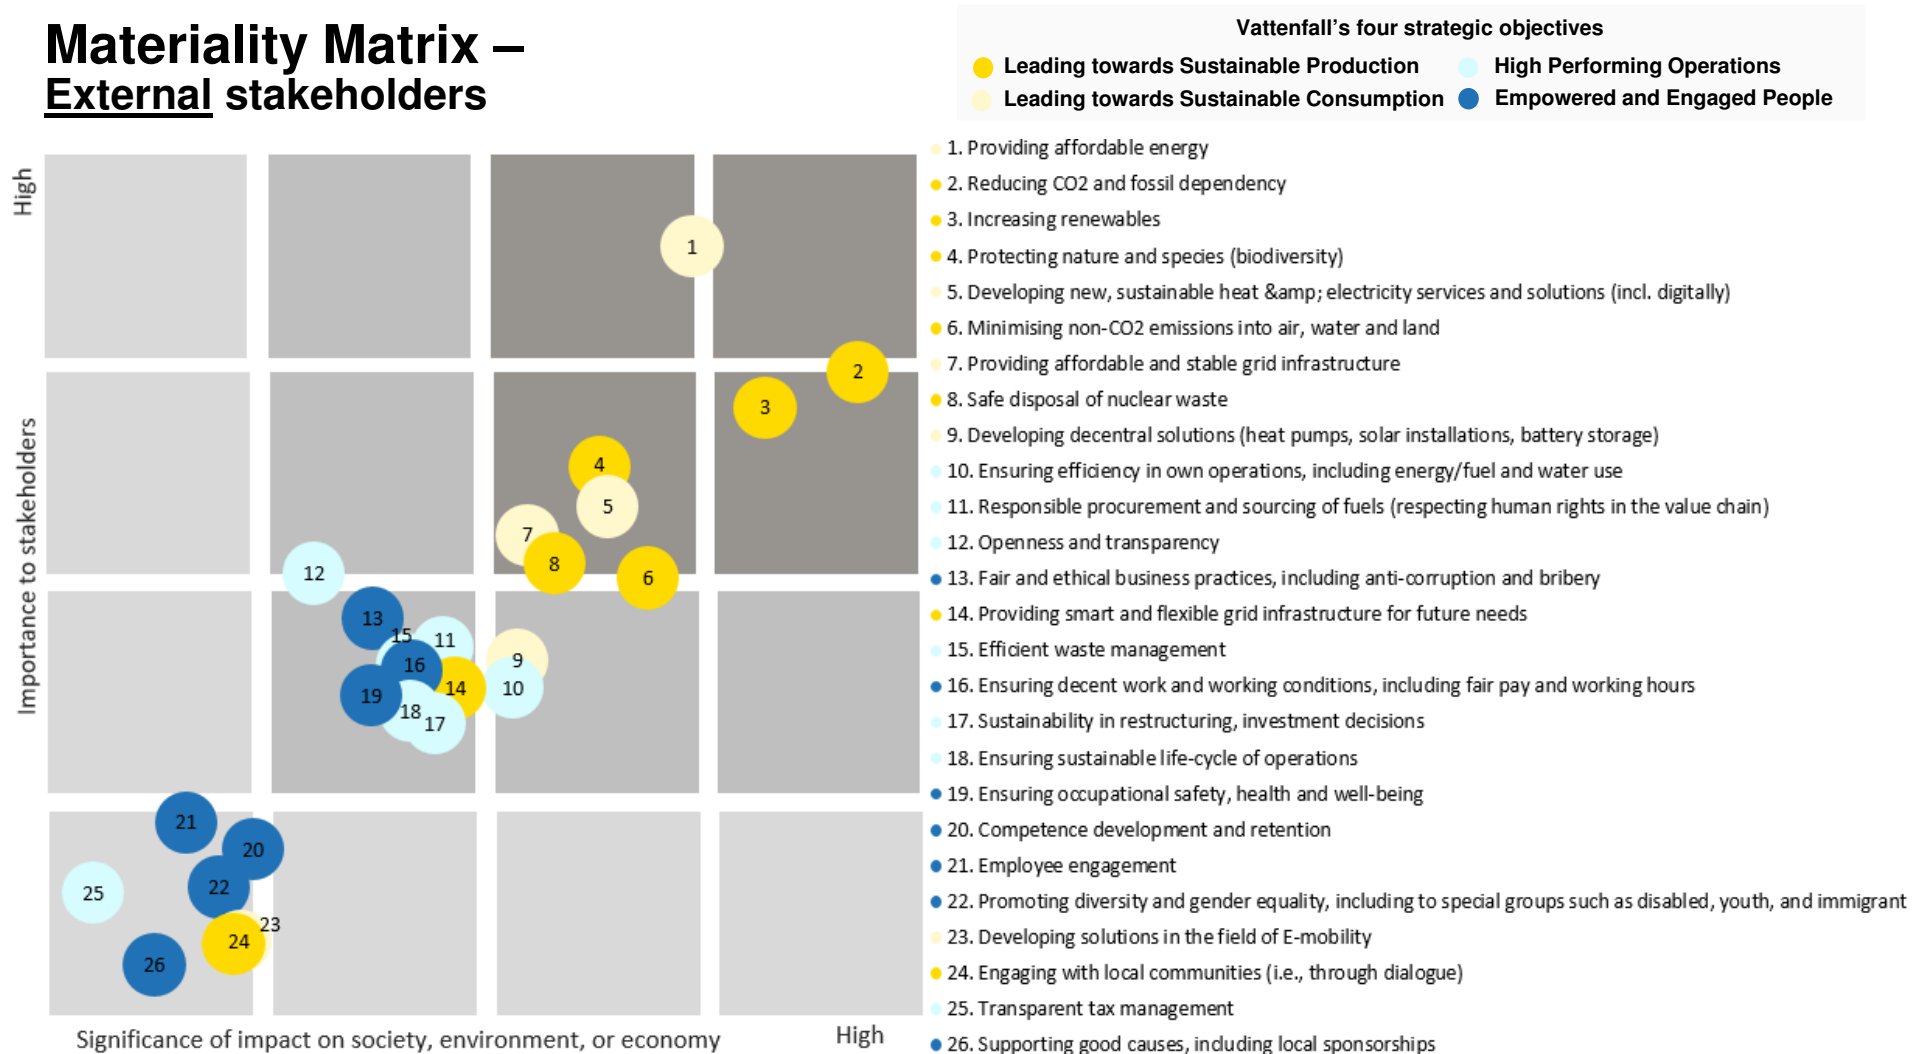 Materiality Matrix –
External stakeholders
Vattenfall's four strategic objectives
Leading towards Sustainable Production
High Performing Operations
Leading towards Sustainable Consumption
Empowered and Engaged People
High
Importance to stakeholders
1
2
3
4
5
7
8
6
12
13
15
11
16
9
19
14
10
18
17
21
20
22
25
23
24
26
Significance of impact on society, environment, or economy
High
1. Providing affordable energy
2. Reducing CO2 and fossil dependency
3. Increasing renewables
4. Protecting nature and species (biodiversity)
5. Developing new, sustainable heat &amp; electricity services and solutions (incl. digitally)
6. Minimising non-CO2 emissions into air, water and land
7. Providing affordable and stable grid infrastructure
8. Safe disposal of nuclear waste
9. Developing decentral solutions (heat pumps, solar installations, battery storage)
10. Ensuring efficiency in own operations, including energy/fuel and water use
11. Responsible procurement and sourcing of fuels (respecting human rights in the value chain)
12. Openness and transparency
13. Fair and ethical business practices, including anti-corruption and bribery
14. Providing smart and flexible grid infrastructure for future needs
15. Efficient waste management
16. Ensuring decent work and working conditions, including fair pay and working hours
17. Sustainability in restructuring, investment decisions
18. Ensuring sustainable life-cycle of operations
19. Ensuring occupational safety, health and well-being
20. Competence development and retention
21. Employee engagement
22. Promoting diversity and gender equality, including to special groups such as disabled, youth, and immigrant
23. Developing solutions in the field of E-mobility
24. Engaging with local communities (i.e., through dialogue)
25. Transparent tax management
26. Supporting good causes, including local sponsorships